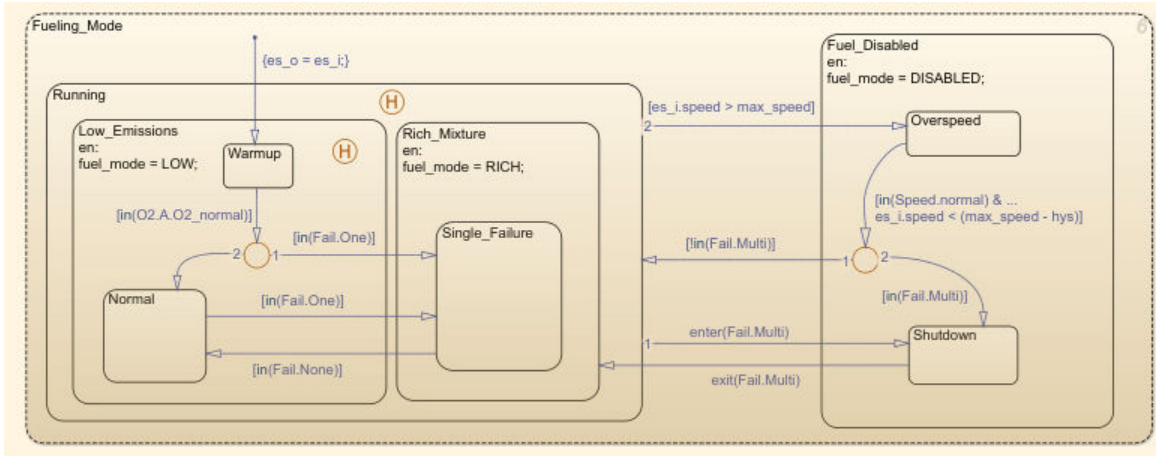 Fueling_Mode
6
{es_o = es_i;}
Fuel_Disabled
en:
fuel_mode = DISABLED;
Running
H
[es_i.speed > max_speed]
2
Overspeed
Low_Emissions
en:
fuel_mode = LOW;
H
Rich_Mixture
en:
fuel_mode = RICH;
Warmup
[in(O2.A.O2_normal)]
[in(Speed.normal) & ...
es_i.speed < (max_speed - hys)]
2
1
[in(Fail.One)]
Single_Failure
[!in(Fail.Multi)]
1
2
Normal
[in(Fail.One)]
[in(Fail.Multi)]
1
enter(Fail.Multi)
Shutdown
[in(Fail.None)]
exit(Fail.Multi)